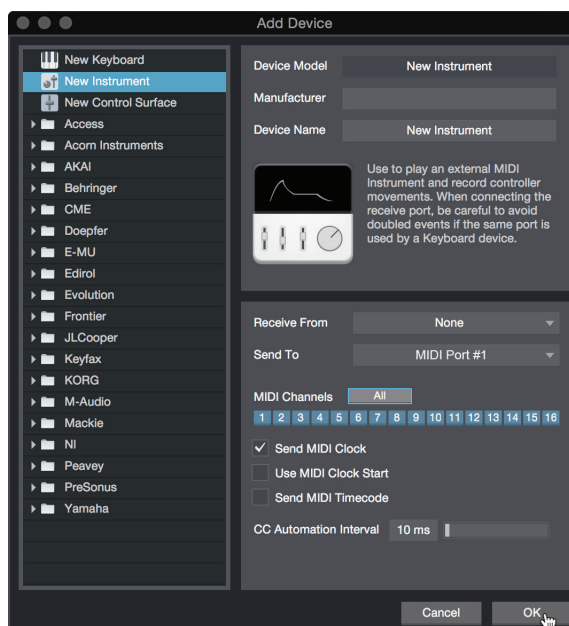 Add Device
New Keyboard
New Instrument
New Control Surface
Access
Acorn Instruments
AKAI
Behringer
CME
Doepfer
E-MU
Edirol
Evolution
Frontier
JLCooper
Keyfax
KORG
M-Audio
Mackie
NI
Peavey
PreSonus
Yamaha
Device Model New Instrument
Manufacturer
Device Name New Instrument
Use to play an external MIDI
Instrument and record controller
movements. When connecting the
receive port, be careful to avoid
doubled events if the same port is
used by a Keyboard device.
Receive From None
Send To MIDI Port #1
MIDI Channels All
1 2 3 4 5 6 7 8 9 10 11 12 13 14 15 16
Send MIDI Clock
Use MIDI Clock Start
Send MIDI Timecode
CC Automation Interval 10 ms
Cancel OK